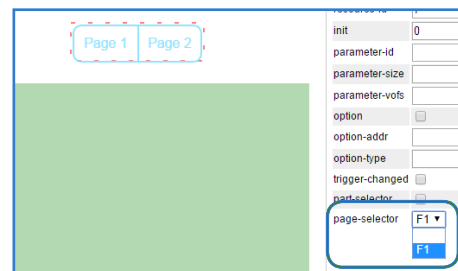 Page 1 Page 2
init 0
parameter-id
parameter-size
parameter-vofs
option
option-addr
option-type
trigger-changed
part-selector
page-selector F1
F1